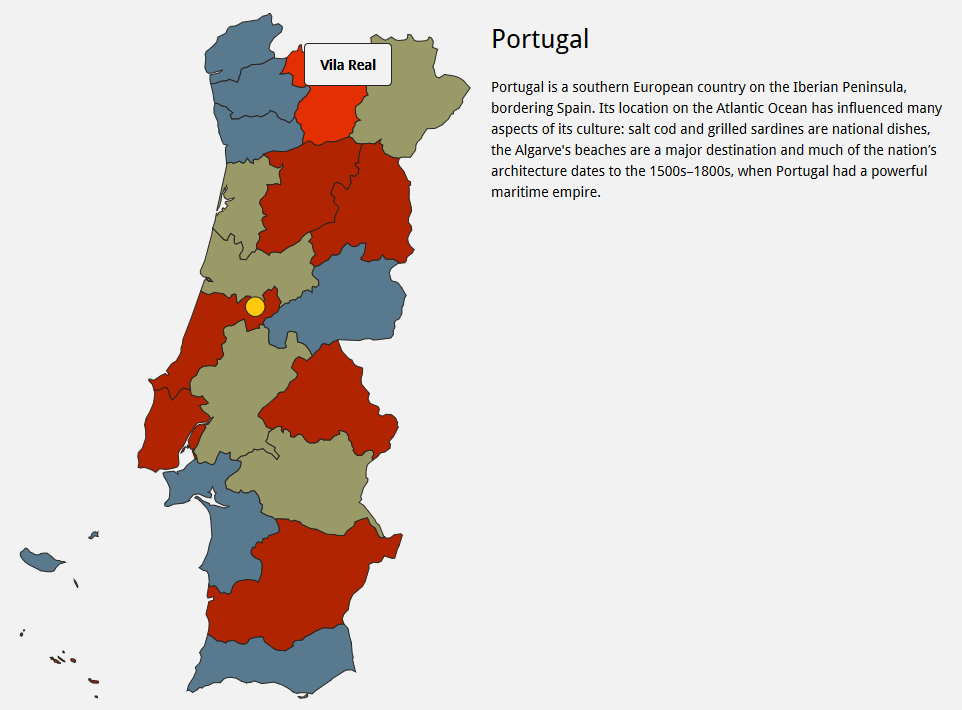 Portugal
Vila Real
Portugal is a southern European country on the Iberian Peninsula,
bordering Spain. Its location on the Atlantic Ocean has influenced many
aspects of its culture: salt cod and grilled sardines are national dishes,
the Algarve's beaches are a major destination and much of the nation’s
architecture dates to the 1500s–1800s, when Portugal had a powerful
maritime empire.